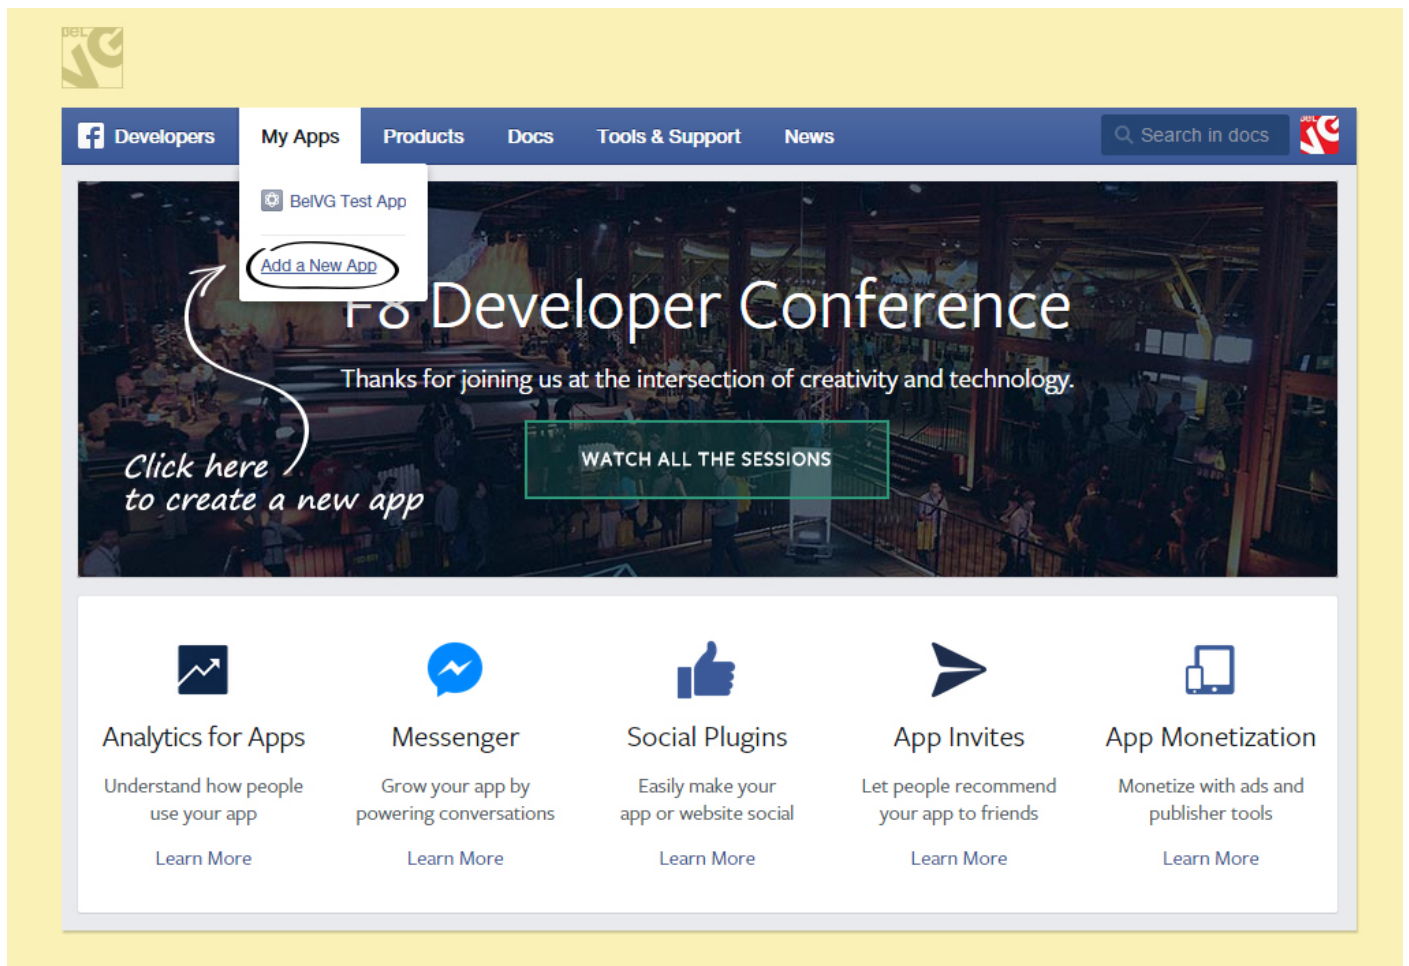 BelVG
Developers
My Apps
Products
Docs
Tools & Support
News
Search in docs
BelVG
BelVG Test App
Add a New App
F8 Developer Conference
Thanks for joining us at the intersection of creativity and technology.
WATCH ALL THE SESSIONS
Click here
to create a new app
Analytics for Apps
Understand how people
use your app
Learn More
Messenger
Grow your app by
powering conversations
Learn More
Social Plugins
Easily make your
app or website social
Learn More
App Invites
Let people recommend
your app to friends
Learn More
App Monetization
Monetize with ads and
publisher tools
Learn More